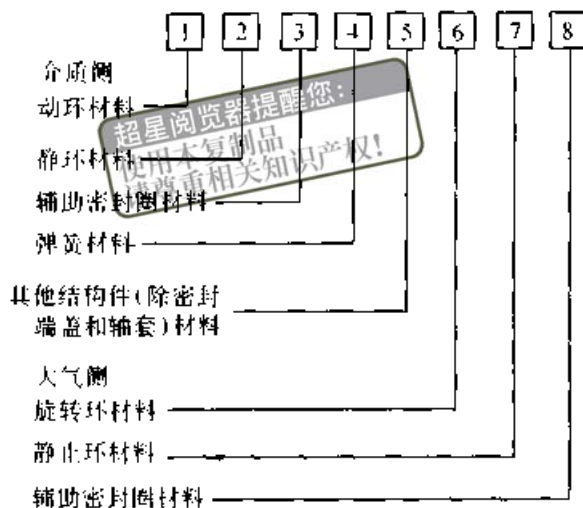 1 2 3 4 5 6 7 8
介质侧
动环材料
静环材料
辅助密封圈材料
弹簧材料
其他结构件(除密封
端盖和轴套)材料
大气侧
旋转环材料
静止环材料
辅助密封圈材料
超星阅览器提醒您:
使用本复制品
请尊重相关知识产权!